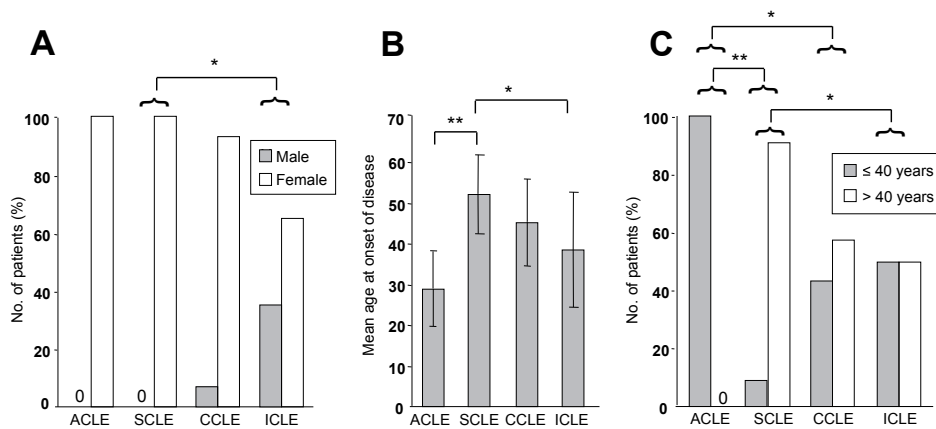 A
*
No. of patients (%)
100
80
60
40
20
0
Male
Female
0
0
ACLE SCLE CCLE ICLE
B
**
*
Mean age at onset of disease
70
60
50
40
30
20
10
0
ACLE SCLE CCLE ICLE
C
*
**
*
No. of patients (%)
100
80
60
40
20
0
≤ 40 years
> 40 years
0
ACLE SCLE CCLE ICLE